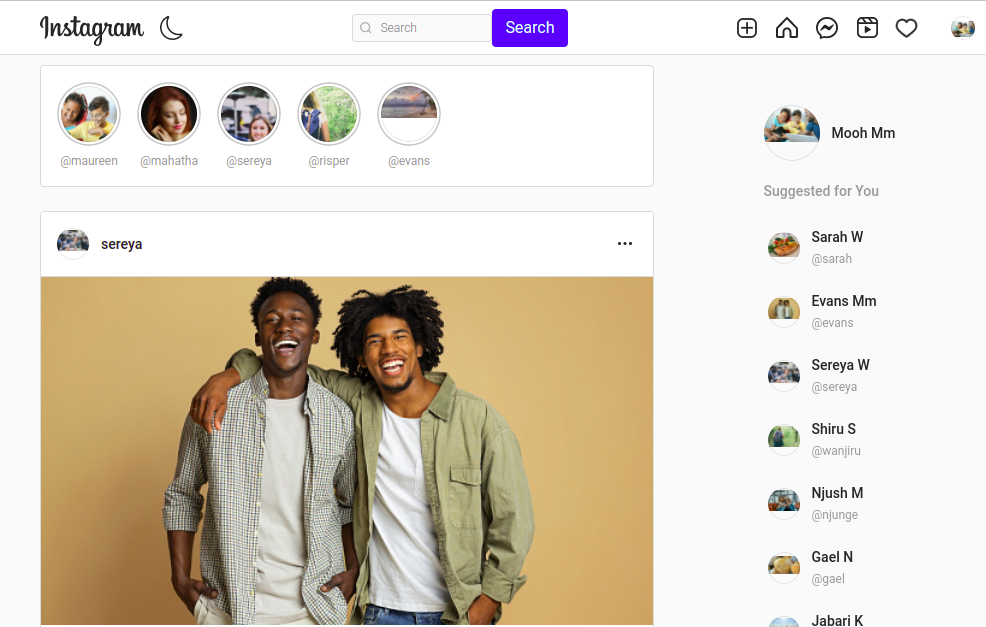 Instagram
Search
Search
@maureen
@mahatha
@sereya
@risper
@evans
Mooh Mm
Suggested for You
sereya
Sarah W
@sarah
Evans Mm
@evans
Sereya W
@sereya
Shiru S
@wanjiru
Njush M
@njunge
Gael N
@gael
Jabari K